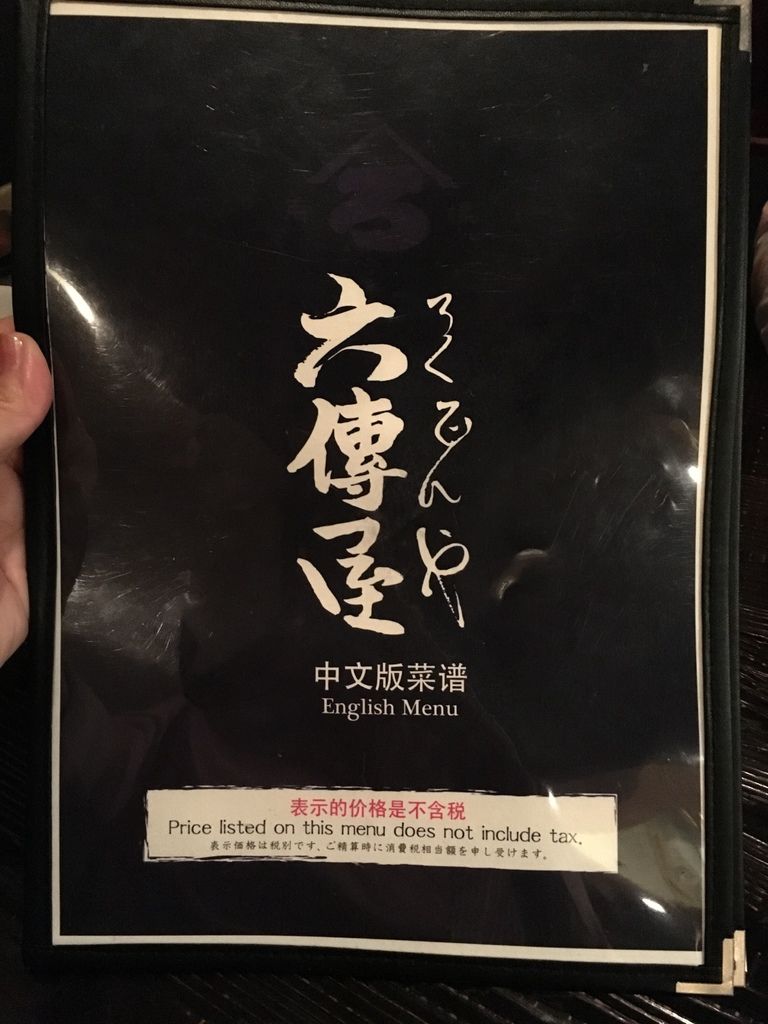 六傳屋
ろくでんや
中文版菜谱
English Menu
表示的价格是不含税
Price listed on this menu does not include tax.
表示価格は税別です、ご精算時に消費税相当額を申し受けます。